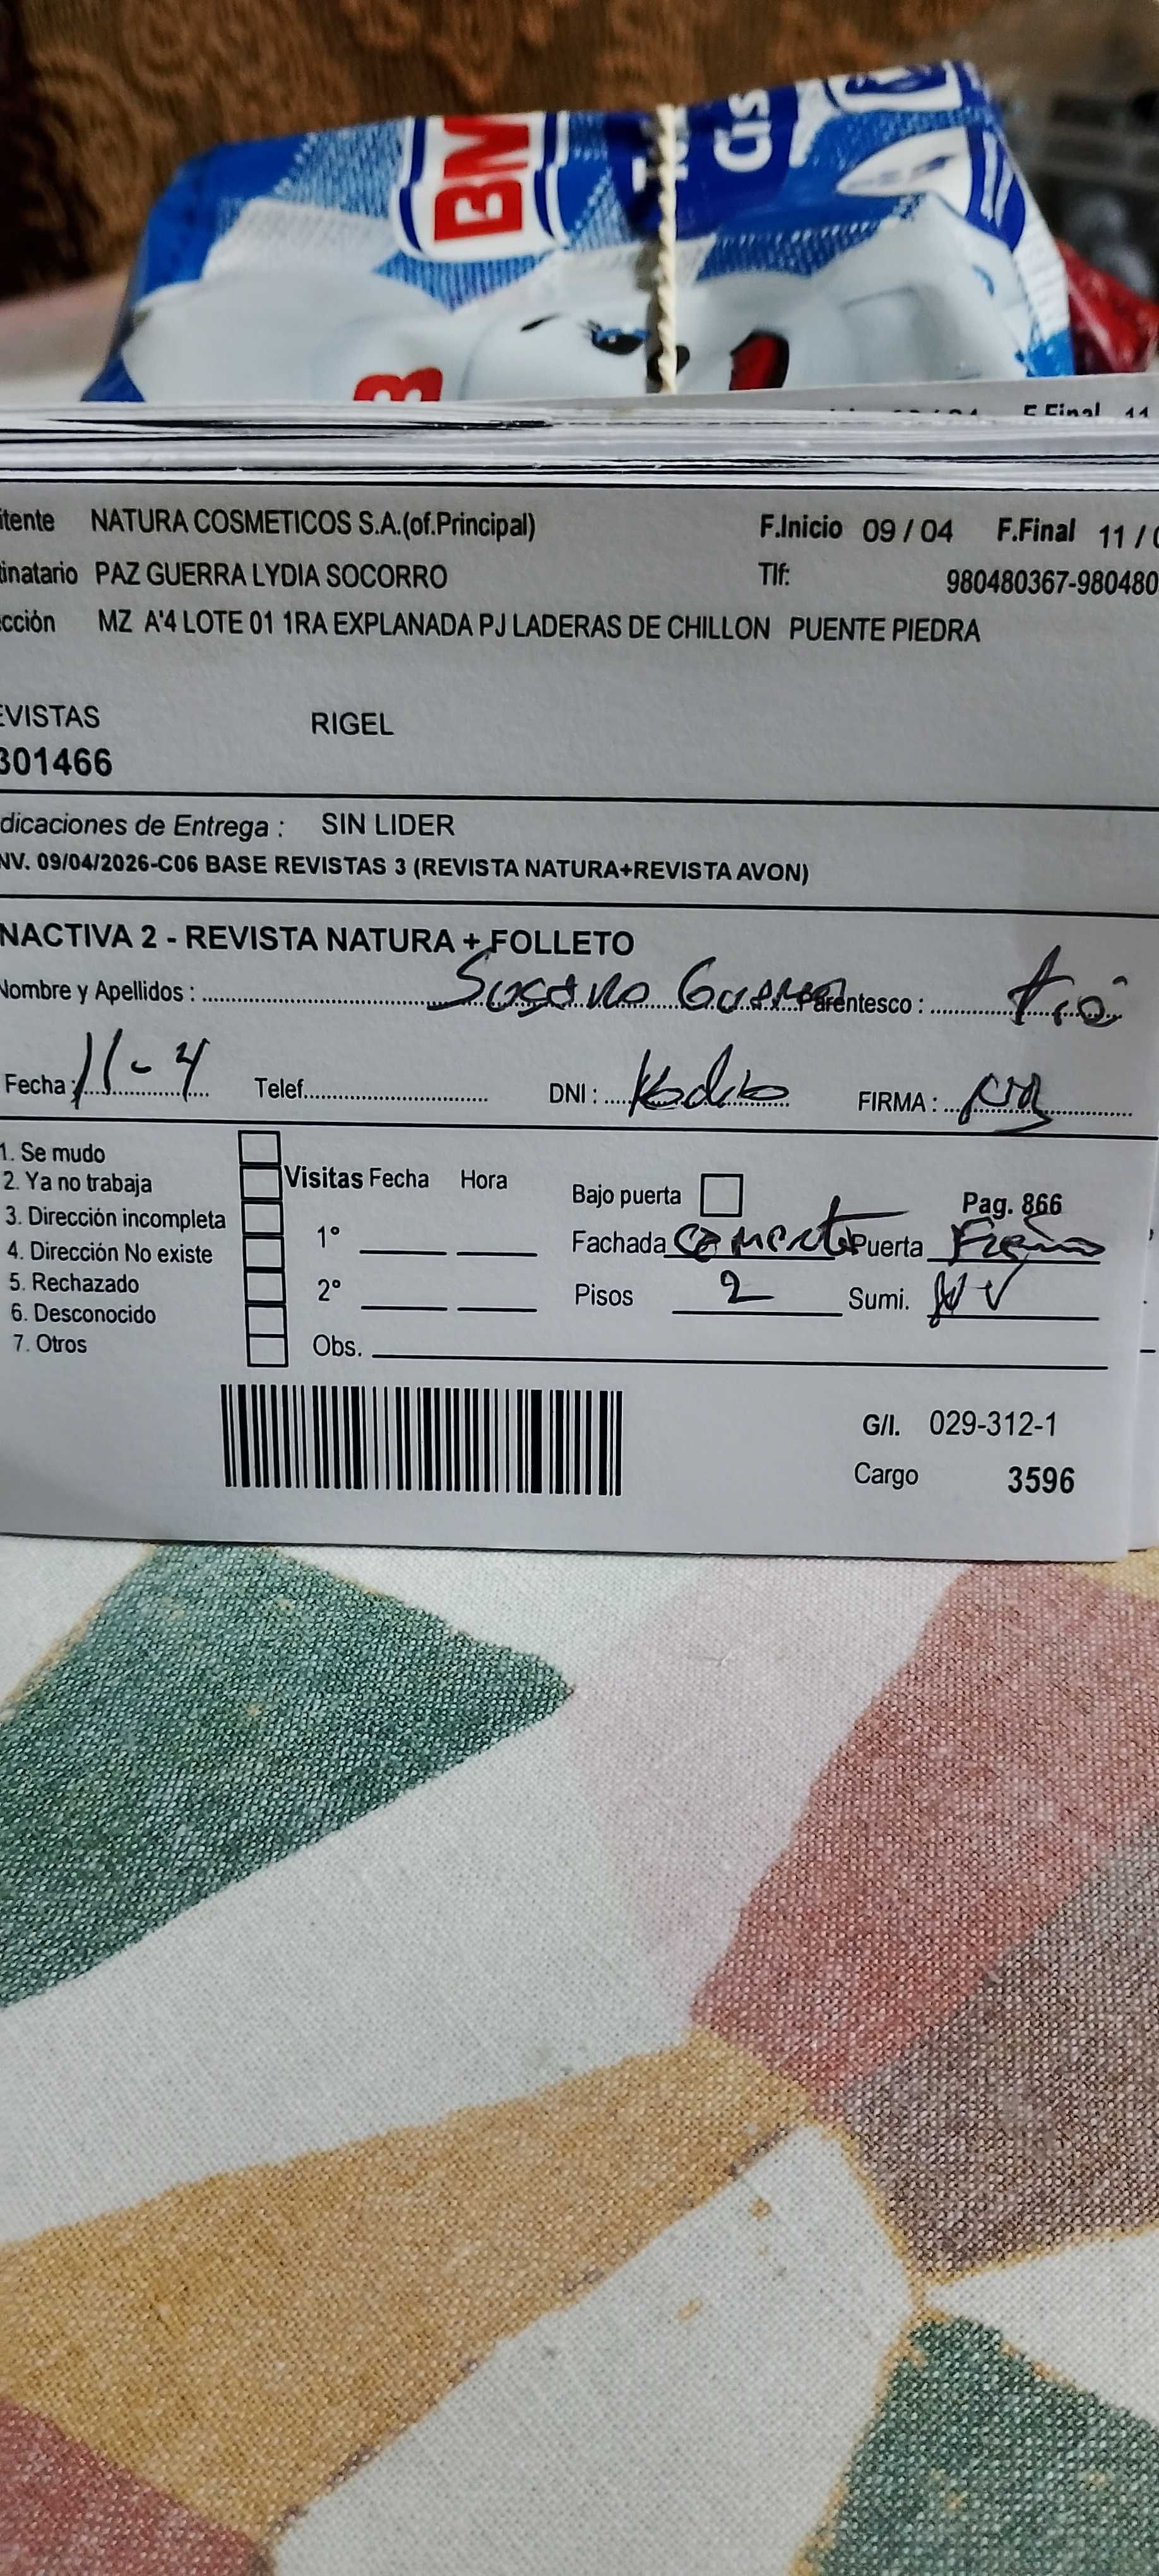 BM
F.Final 11
itente NATURA COSMETICOS S.A.(of.Principal) F.Inicio 09 / 04 F.Final 11 / 0
tinatario PAZ GUERRA LYDIA SOCORRO Tlf: 980480367-980480
cción MZ A'4 LOTE 01 1RA EXPLANADA PJ LADERAS DE CHILLON PUENTE PIEDRA
EVISTAS RIGEL
301466
dicaciones de Entrega : SIN LIDER
NV. 09/04/2026-C06 BASE REVISTAS 3 (REVISTA NATURA+REVISTA AVON)
NACTIVA 2 - REVISTA NATURA + FOLLETO
Nombre y Apellidos : Guerra Parentesco :
Fecha : 11-4 Telef. DNI : FIRMA :
1. Se mudo
2. Ya no trabaja Visitas Fecha Hora Bajo puerta Pag. 866
3. Dirección incompleta 1° Fachada Puerta
4. Dirección No existe
5. Rechazado 2° Pisos 2 Sumi.
6. Desconocido
7. Otros Obs.
G/I. 029-312-1
Cargo 3596